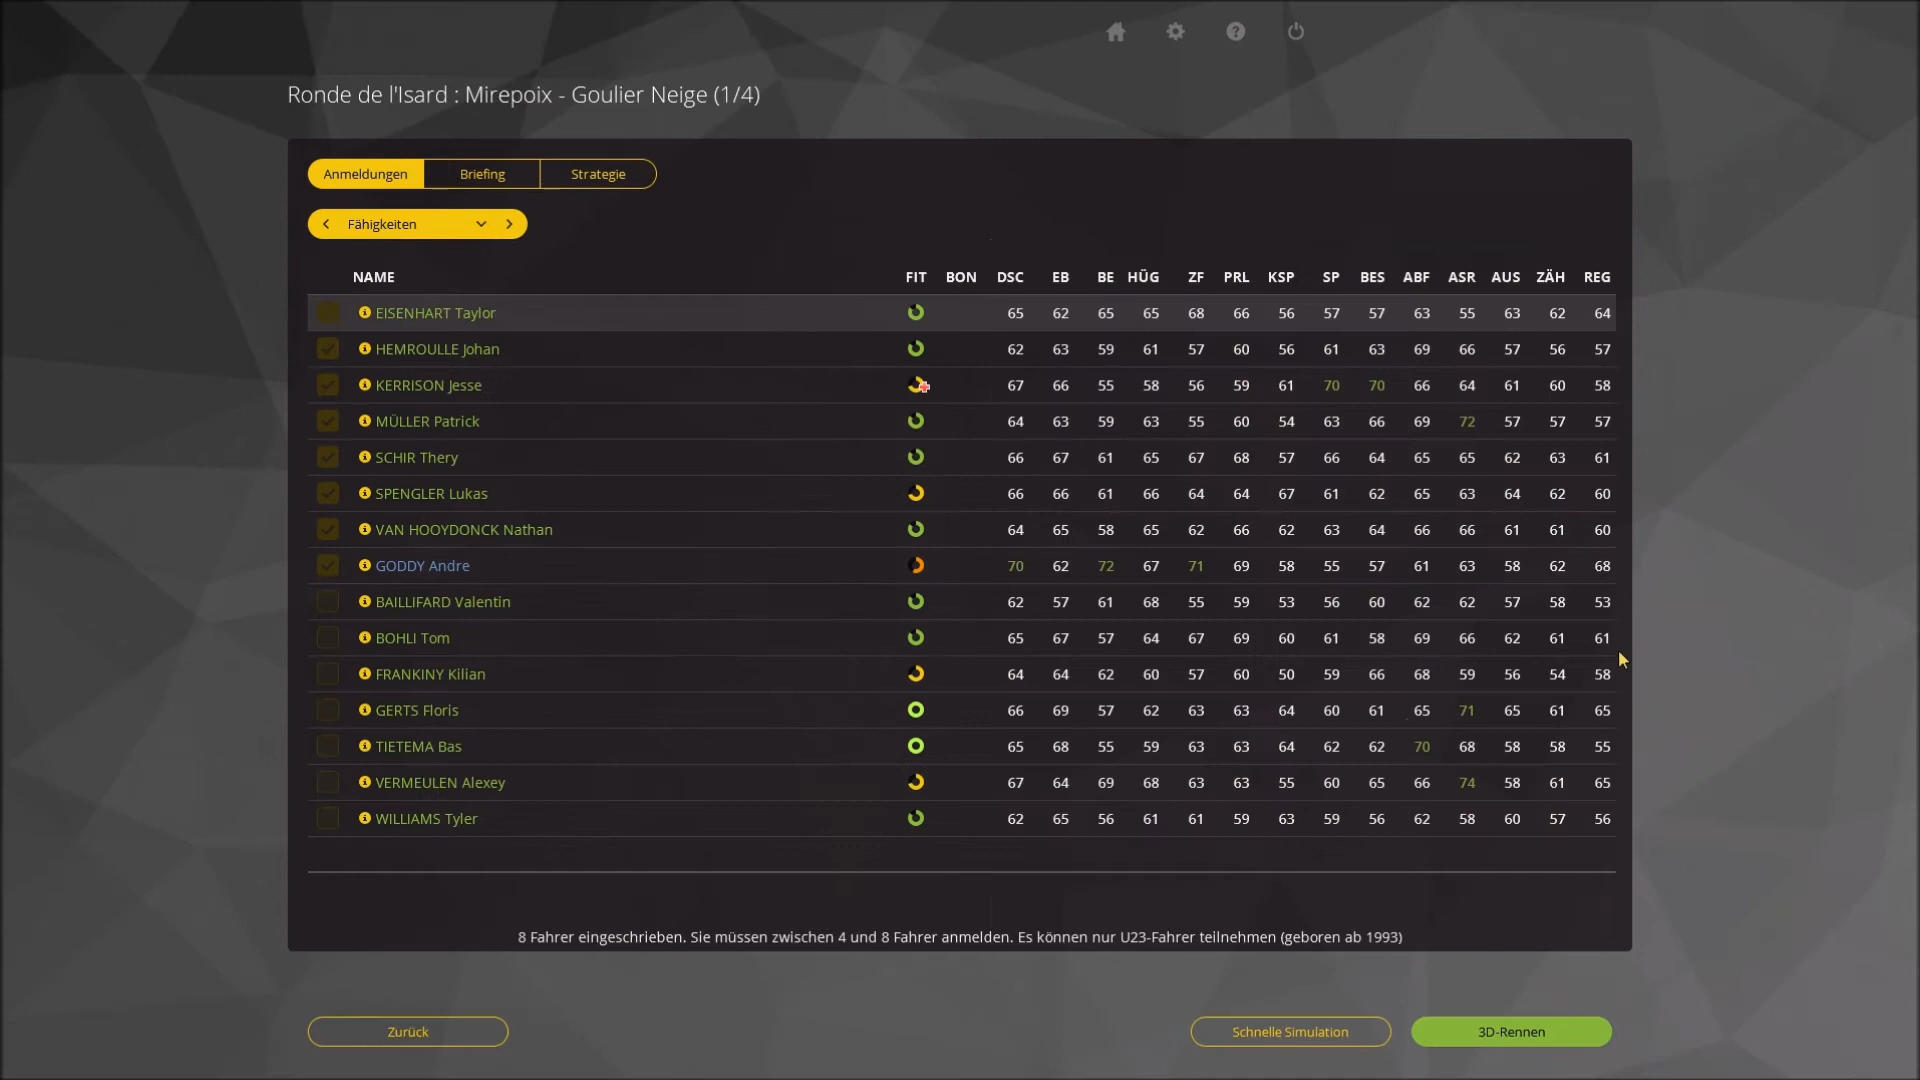 Ronde de l'Isard : Mirepoix - Goulier Neige (1/4)
Anmeldungen Briefing Strategie
Fähigkeiten
NAME FIT BON DSC EB BE HÜG ZF PRL KSP SP BES ABF ASR AUS ZÄH REG
EISENHART Taylor 65 62 65 65 68 66 56 57 57 63 55 63 62 64
HEMROULLE Johan 62 63 59 61 57 60 56 61 63 69 66 57 56 57
KERRISON Jesse 67 66 55 58 56 59 61 70 70 66 64 61 60 58
MÜLLER Patrick 64 63 59 63 55 60 54 63 66 69 72 57 57 57
SCHIR Thery 66 67 61 65 67 68 57 66 64 65 65 62 63 61
SPENGLER Lukas 66 66 61 66 64 64 67 61 62 65 63 64 62 60
VAN HOOYDONCK Nathan 64 65 58 65 62 66 62 63 64 66 66 61 61 60
GODDY Andre 70 62 72 67 71 69 58 55 57 61 63 58 62 68
BAILLIFARD Valentin 62 57 61 68 55 59 53 56 60 62 62 57 58 53
BOHLI Tom 65 67 57 64 67 69 60 61 58 69 66 62 61 61
FRANKINY Kilian 64 64 62 60 57 60 50 59 66 68 59 56 54 58
GERTS Floris 66 69 57 62 63 63 64 60 61 65 71 65 61 65
TIETEMA Bas 65 68 55 59 63 63 64 62 62 70 68 58 58 55
VERMEULEN Alexey 67 64 69 68 63 63 55 60 65 66 74 58 61 65
WILLIAMS Tyler 62 65 56 61 61 59 63 59 56 62 58 60 57 56
8 Fahrer eingeschrieben. Sie müssen zwischen 4 und 8 Fahrer anmelden. Es können nur U23-Fahrer teilnehmen (geboren ab 1993)
Zurück Schnelle Simulation 3D-Rennen